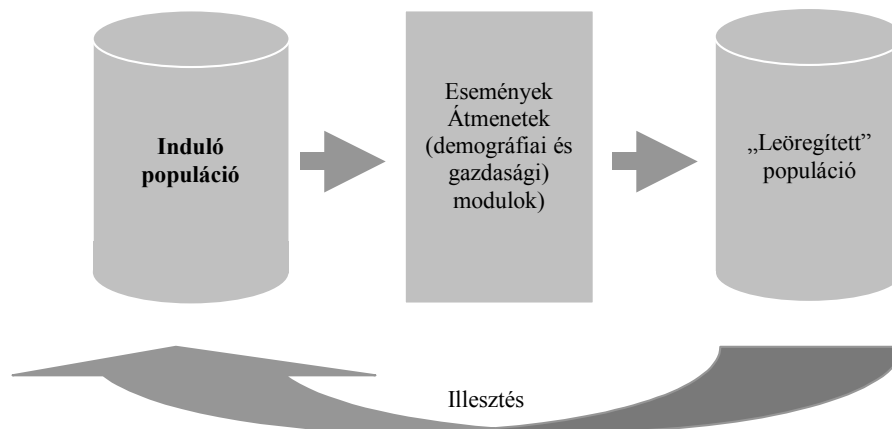 Induló
populáció
Események
Átmenetek
(demográfiai és
gazdasági)
modulok)
„Leöregített”
populáció
Illesztés